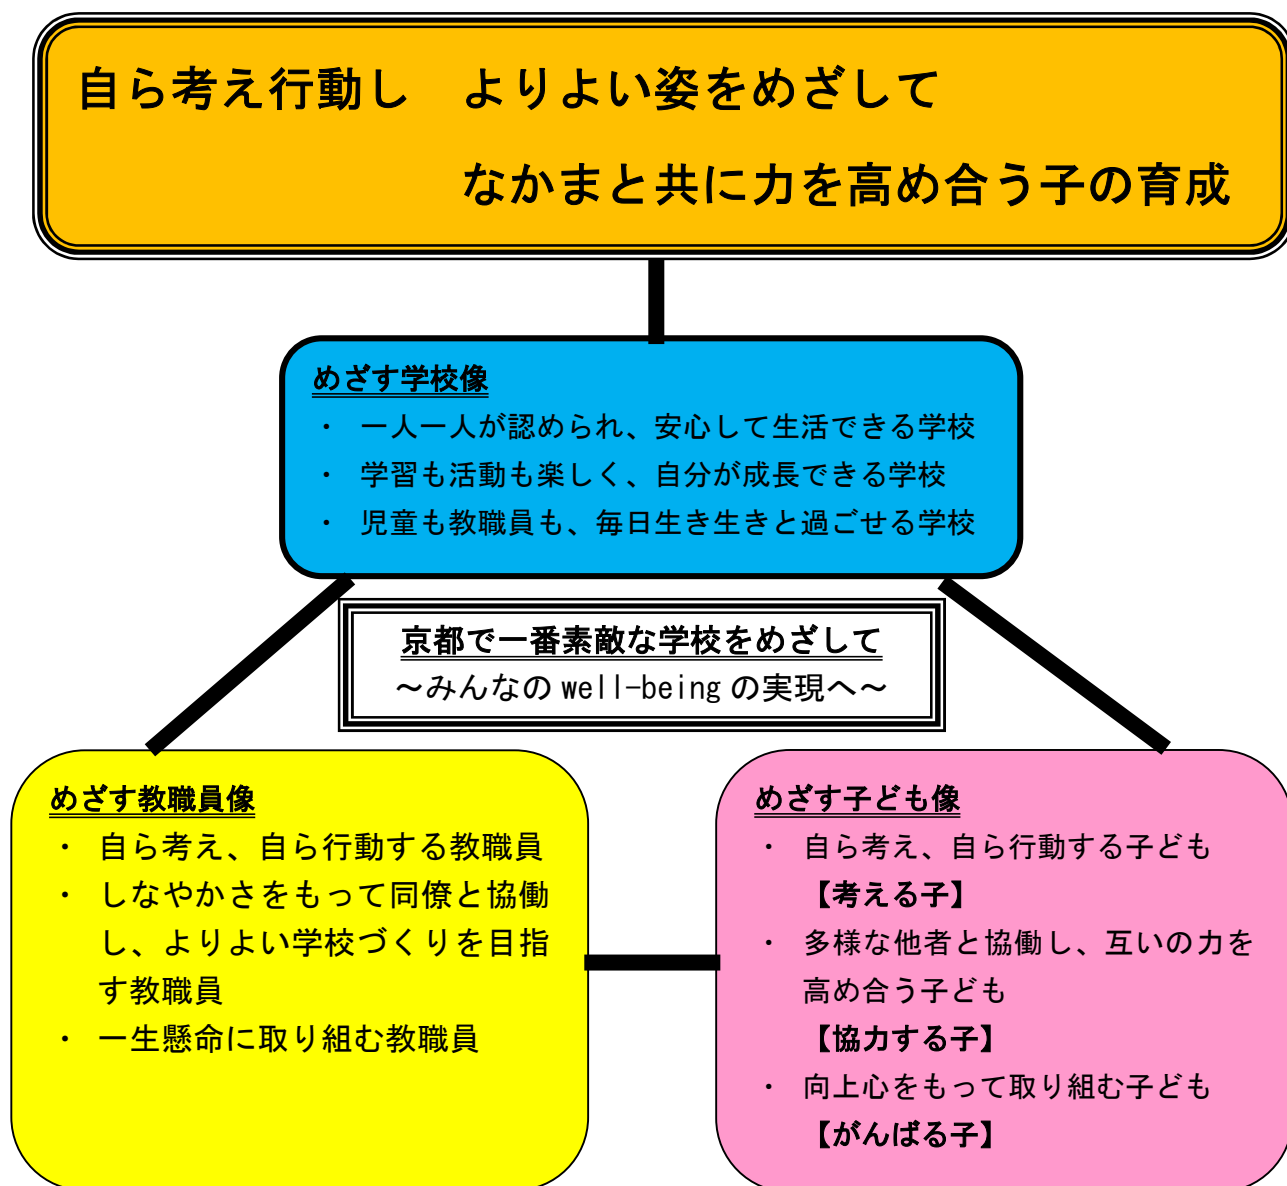 自ら考え行動し　よりよい姿をめざして
なかまと共に力を高め合う子の育成
めざす学校像
・ 一人一人が認められ、安心して生活できる学校
・ 学習も活動も楽しく、自分が成長できる学校
・ 児童も教職員も、毎日生き生きと過ごせる学校
京都で一番素敵な学校をめざして
～みんなの well-being の実現へ～
めざす教職員像
・ 自ら考え、自ら行動する教職員
・ しなやかさをもって同僚と協働
し、よりよい学校づくりを目指
す教職員
・ 一生懸命に取り組む教職員
めざす子ども像
・ 自ら考え、自ら行動する子ども
【考える子】
・ 多様な他者と協働し、互いの力を
高め合う子ども
【協力する子】
・ 向上心をもって取り組む子ども
【がんばる子】